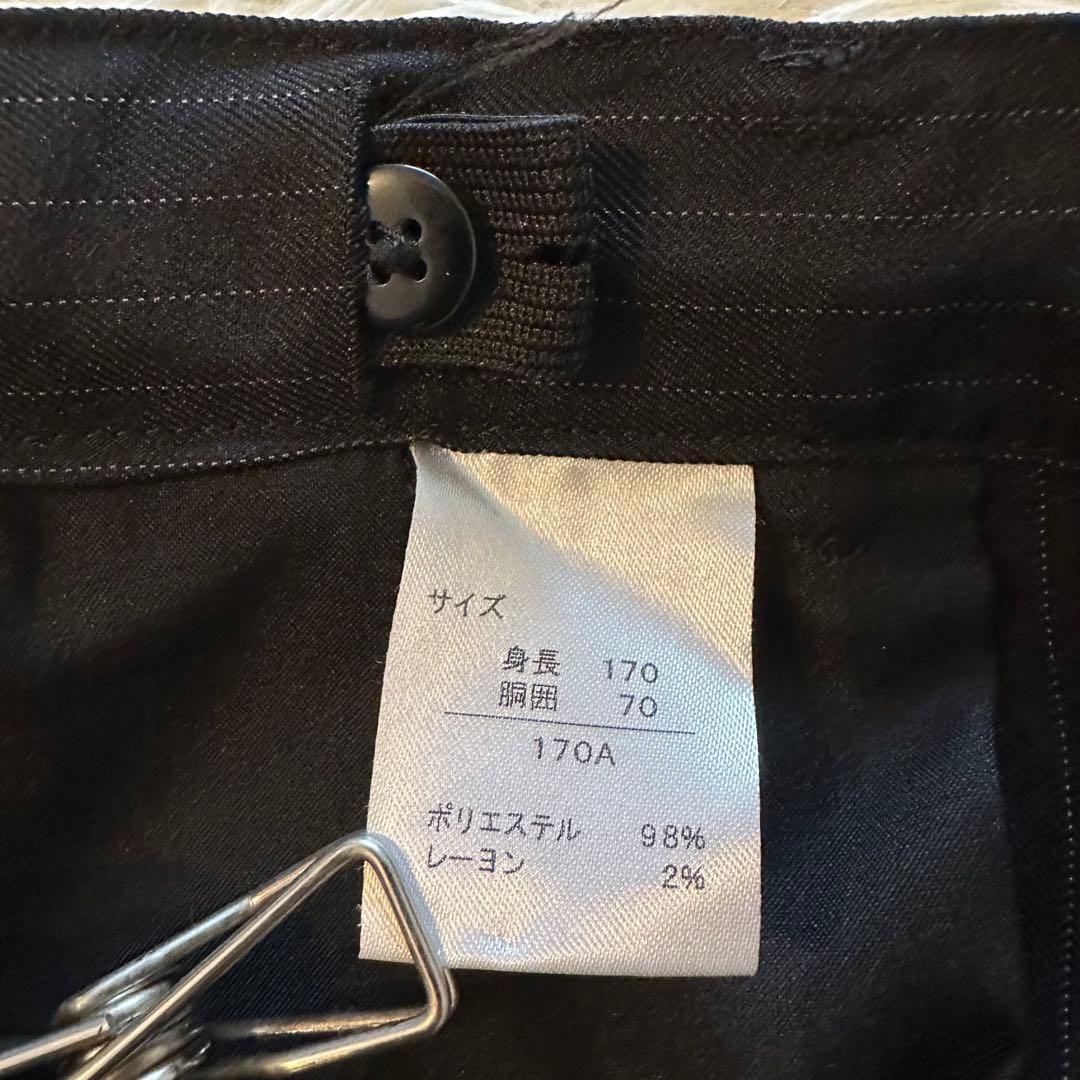 サイズ
身長 170
胴囲 70
170A
ポリエステル 98%
レーヨン 2%